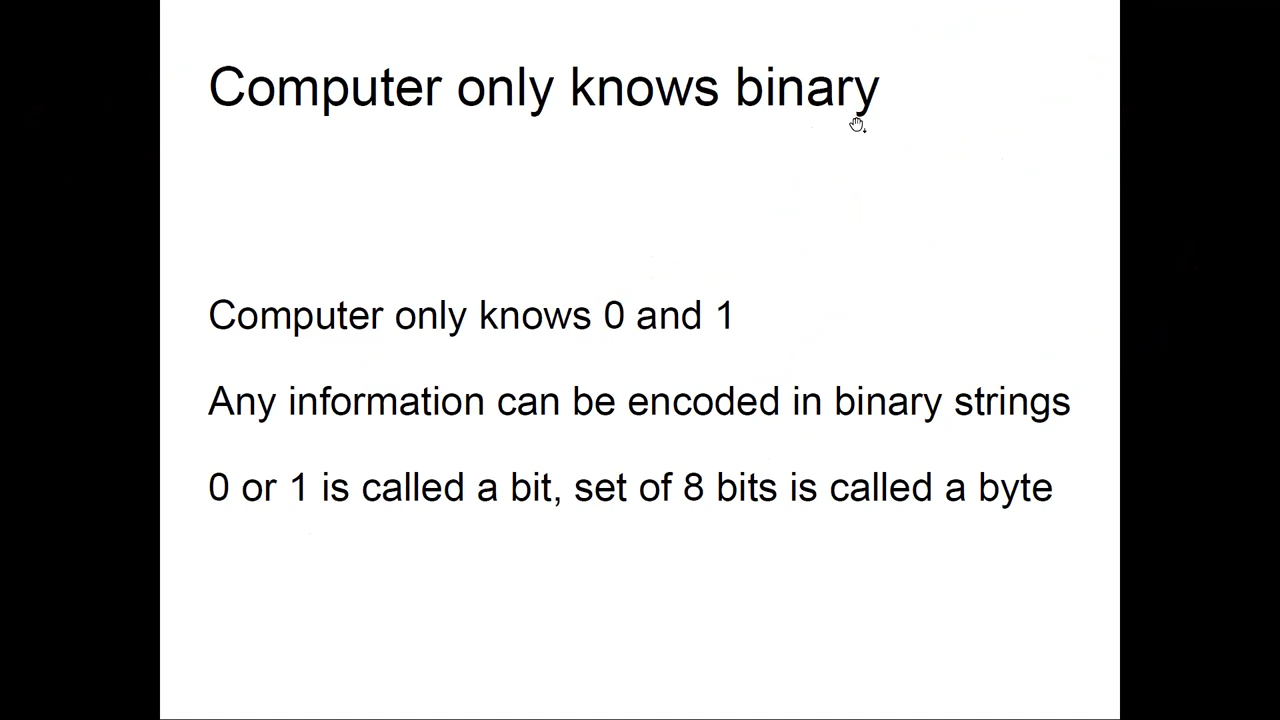 Computer only knows binary
Computer only knows 0 and 1
Any information can be encoded in binary strings
0 or 1 is called a bit, set of 8 bits is called a byte